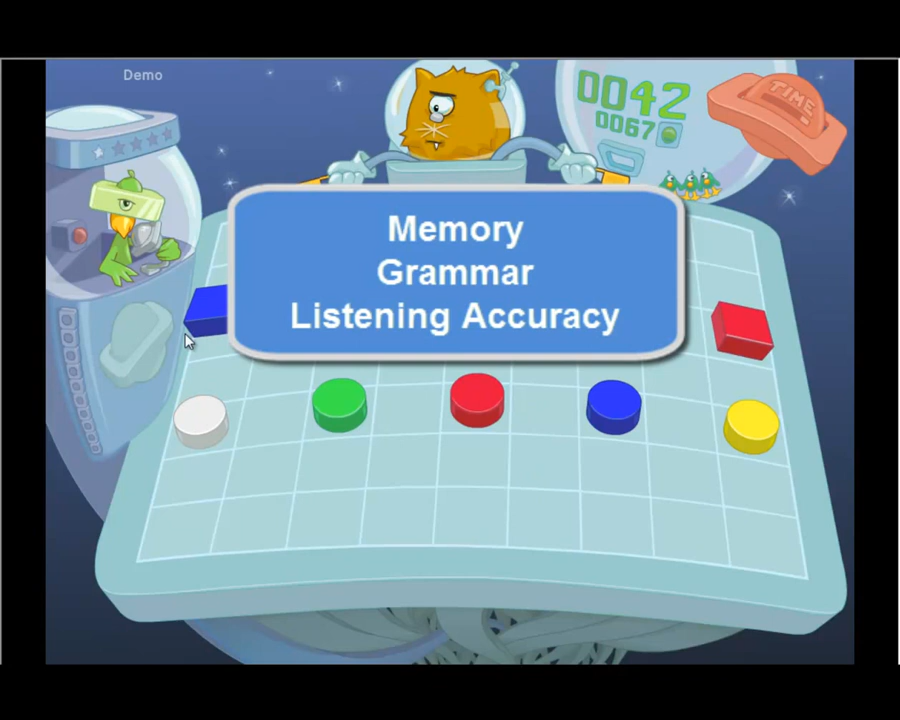 Demo
0042
0067
TIME
Memory
Grammar
Listening Accuracy